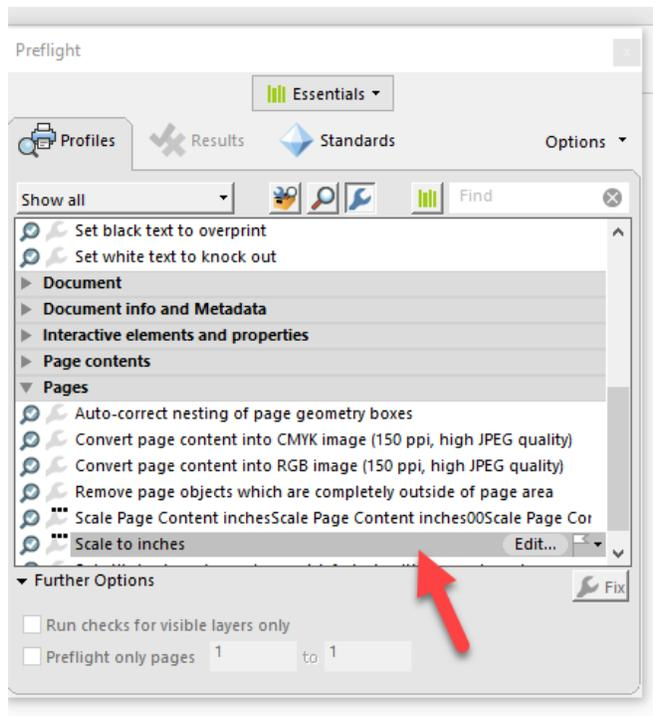 Preflight
x
Essentials
Profiles Results Standards Options
Show all Find
Set black text to overprint
Set white text to knock out
Document
Document info and Metadata
Interactive elements and properties
Page contents
Pages
Auto-correct nesting of page geometry boxes
Convert page content into CMYK image (150 ppi, high JPEG quality)
Convert page content into RGB image (150 ppi, high JPEG quality)
Remove page objects which are completely outside of page area
Scale Page Content inchesScale Page Content inches00Scale Page Cor
Scale to inches Edit...
Further Options Fix
Run checks for visible layers only
Preflight only pages 1 to 1